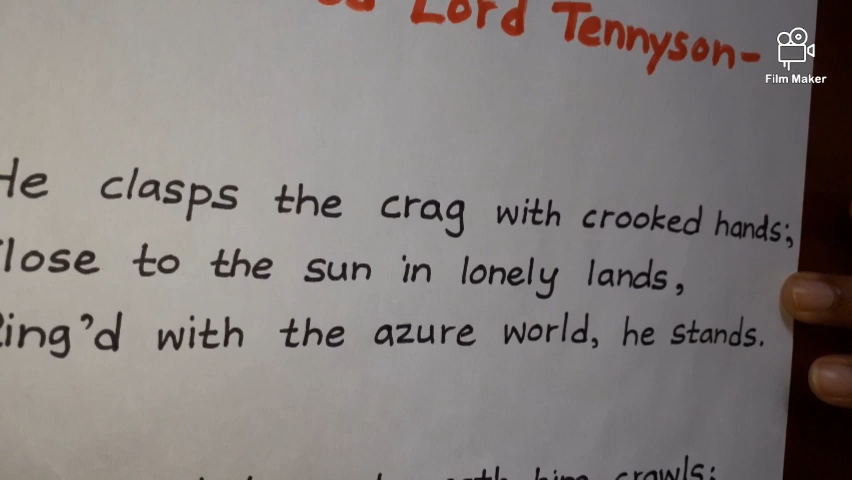 Lord Tennyson-
Film Maker
He clasps the crag with crooked hands;
lose to the sun in lonely lands,
ing'd with the azure world, he stands.
crawls;